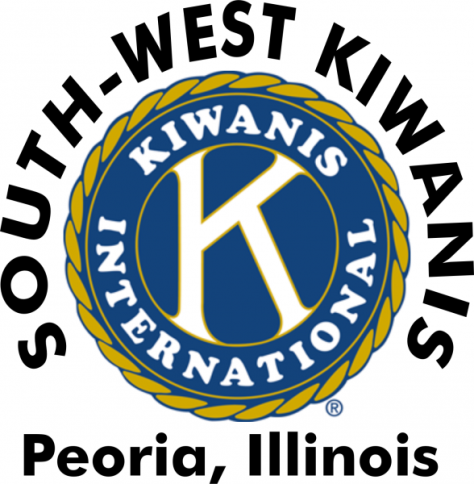 SOUTH-WEST KIWANIS
KIWANIS
K
INTERNATIONAL
®
Peoria, Illinois